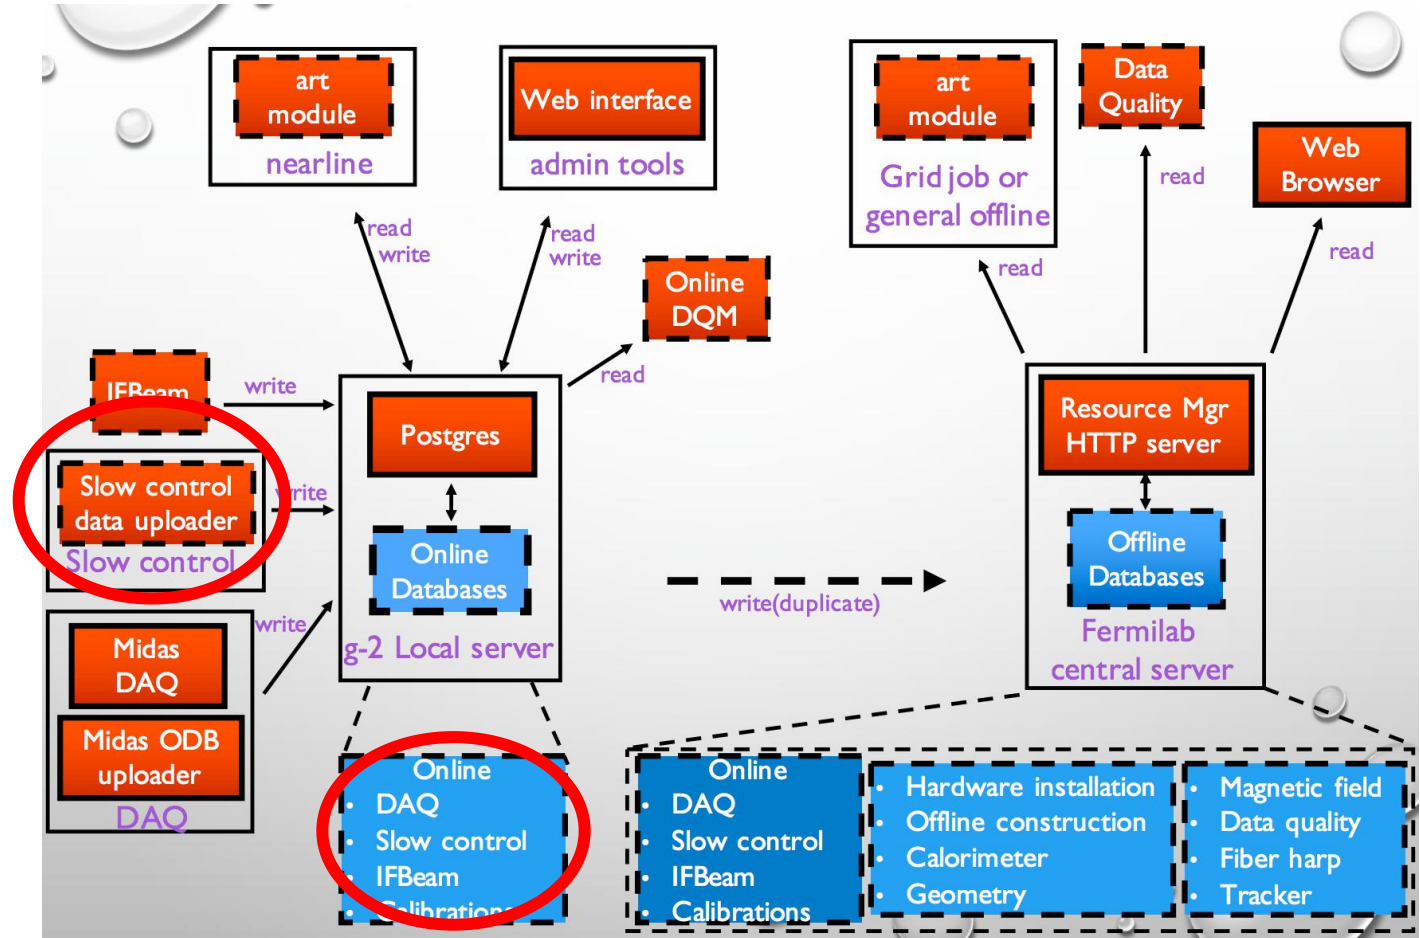 art
module
nearline
Web interface
admin tools
art
module
Grid job or
general offline
Data
Quality
read
Web
Browser
read
read
read
write
read
write
Online
DQM
read
IFBeam
write
Slow control
data uploader
Slow control
write
Postgres
Online
Databases
g-2 Local server
write(duplicate)
Resource Mgr
HTTP server
Offline
Databases
Fermilab
central server
Midas
DAQ
Midas ODB
uploader
DAQ
write
Online
• DAQ
• Slow control
• IFBeam
• Calibrations
Online
• DAQ
• Slow control
• IFBeam
• Calibrations
• Hardware installation
• Offline construction
• Calorimeter
• Geometry
• Magnetic field
• Data quality
• Fiber harp
• Tracker